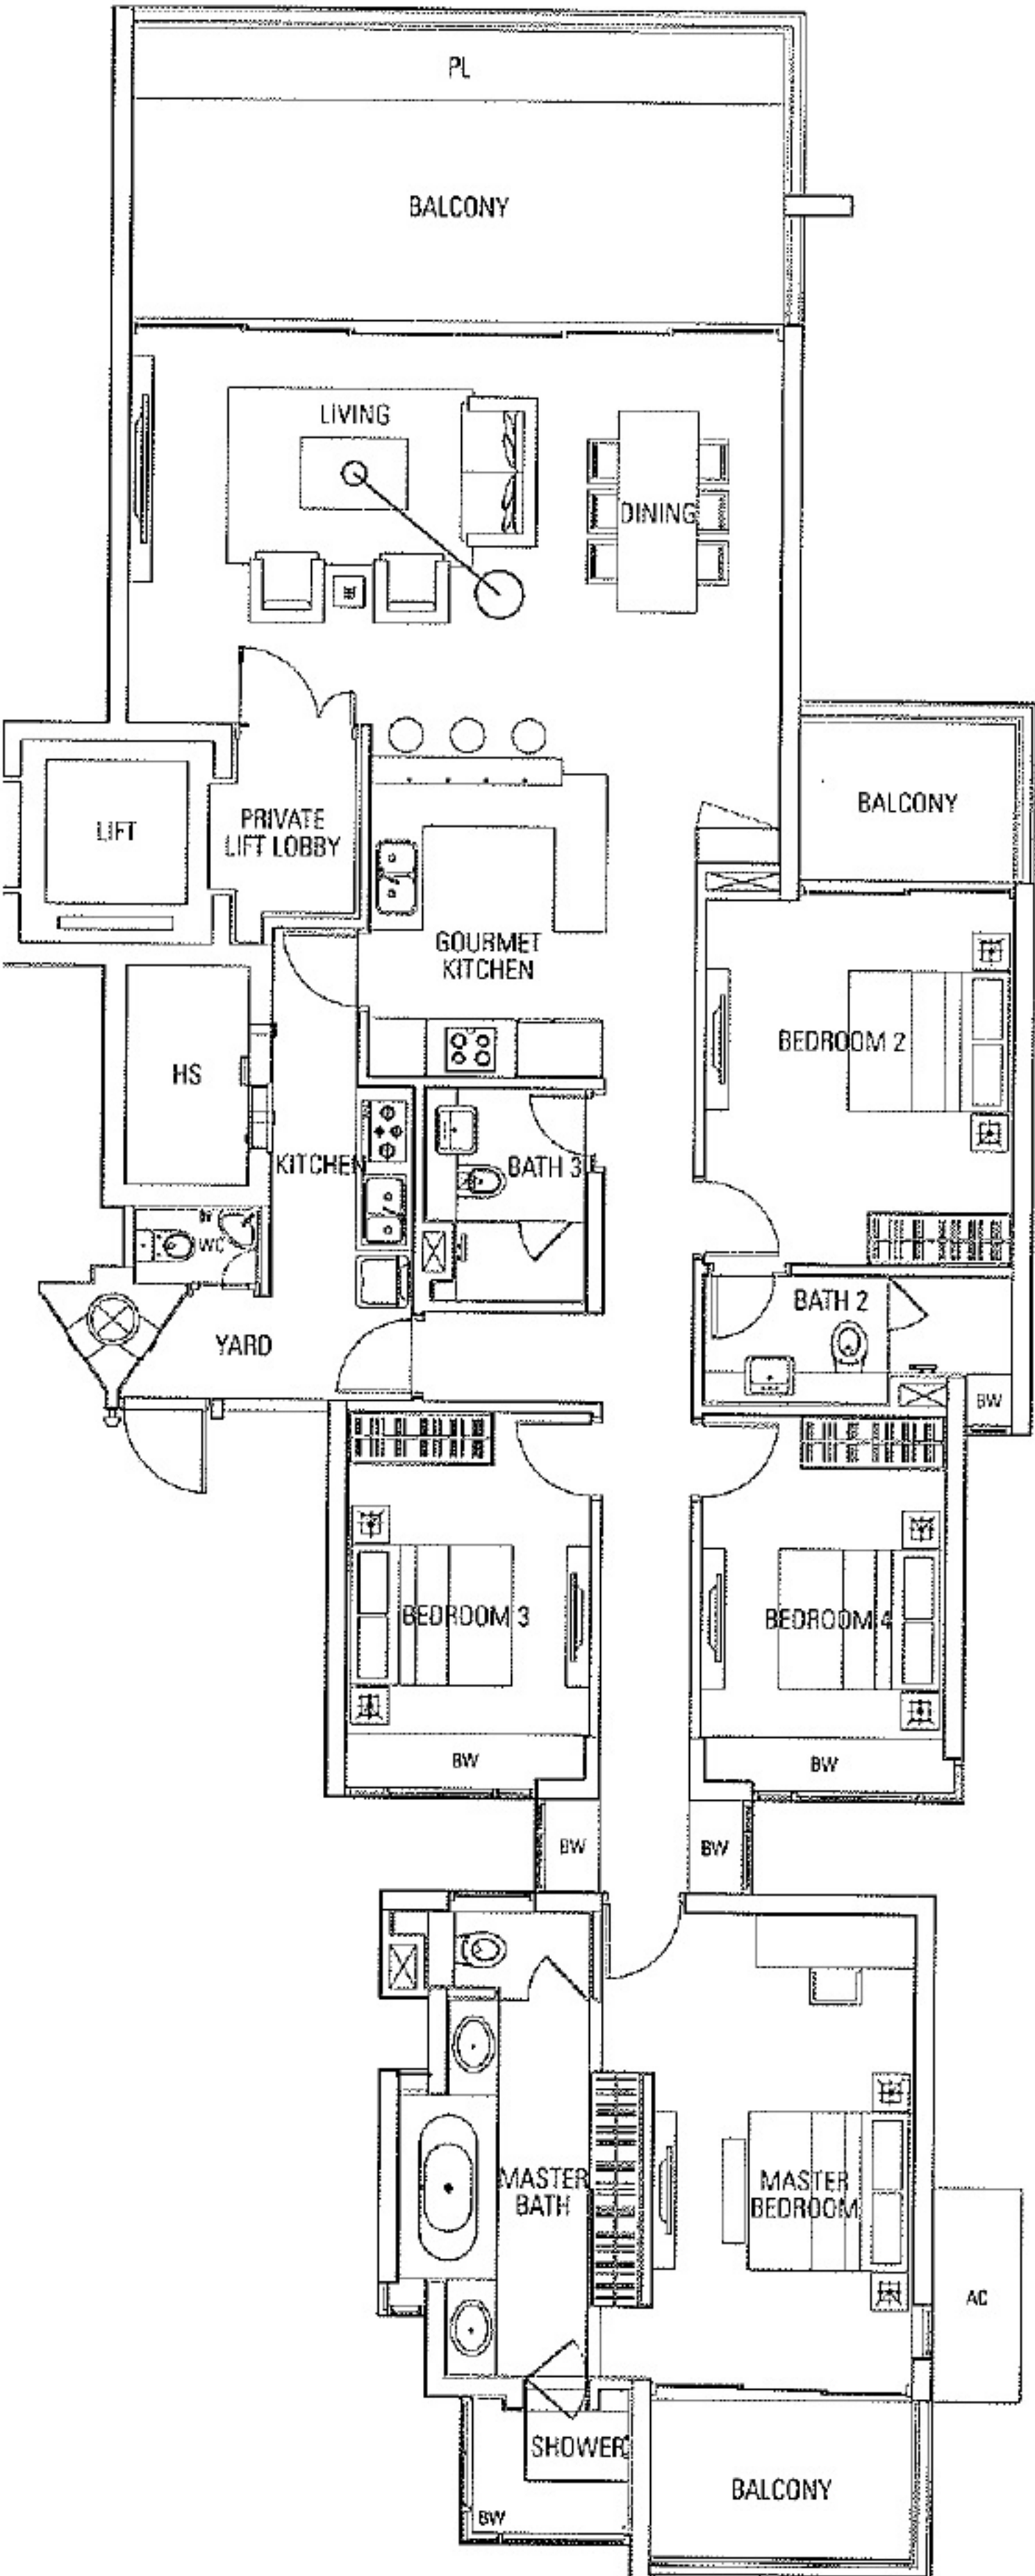 PL
BALCONY
LIVING
DINING
LIFT
PRIVATE
LIFT LOBBY
BALCONY
GOURMET
KITCHEN
BEDROOM 2
HS
KITCHEN
BATH 3
WC
YARD
BATH 2
BW
BEDROOM 3
BEDROOM 4
BW
BW
BW
BW
MASTER
BATH
MASTER
BEDROOM
AC
SHOWER
BALCONY
BW